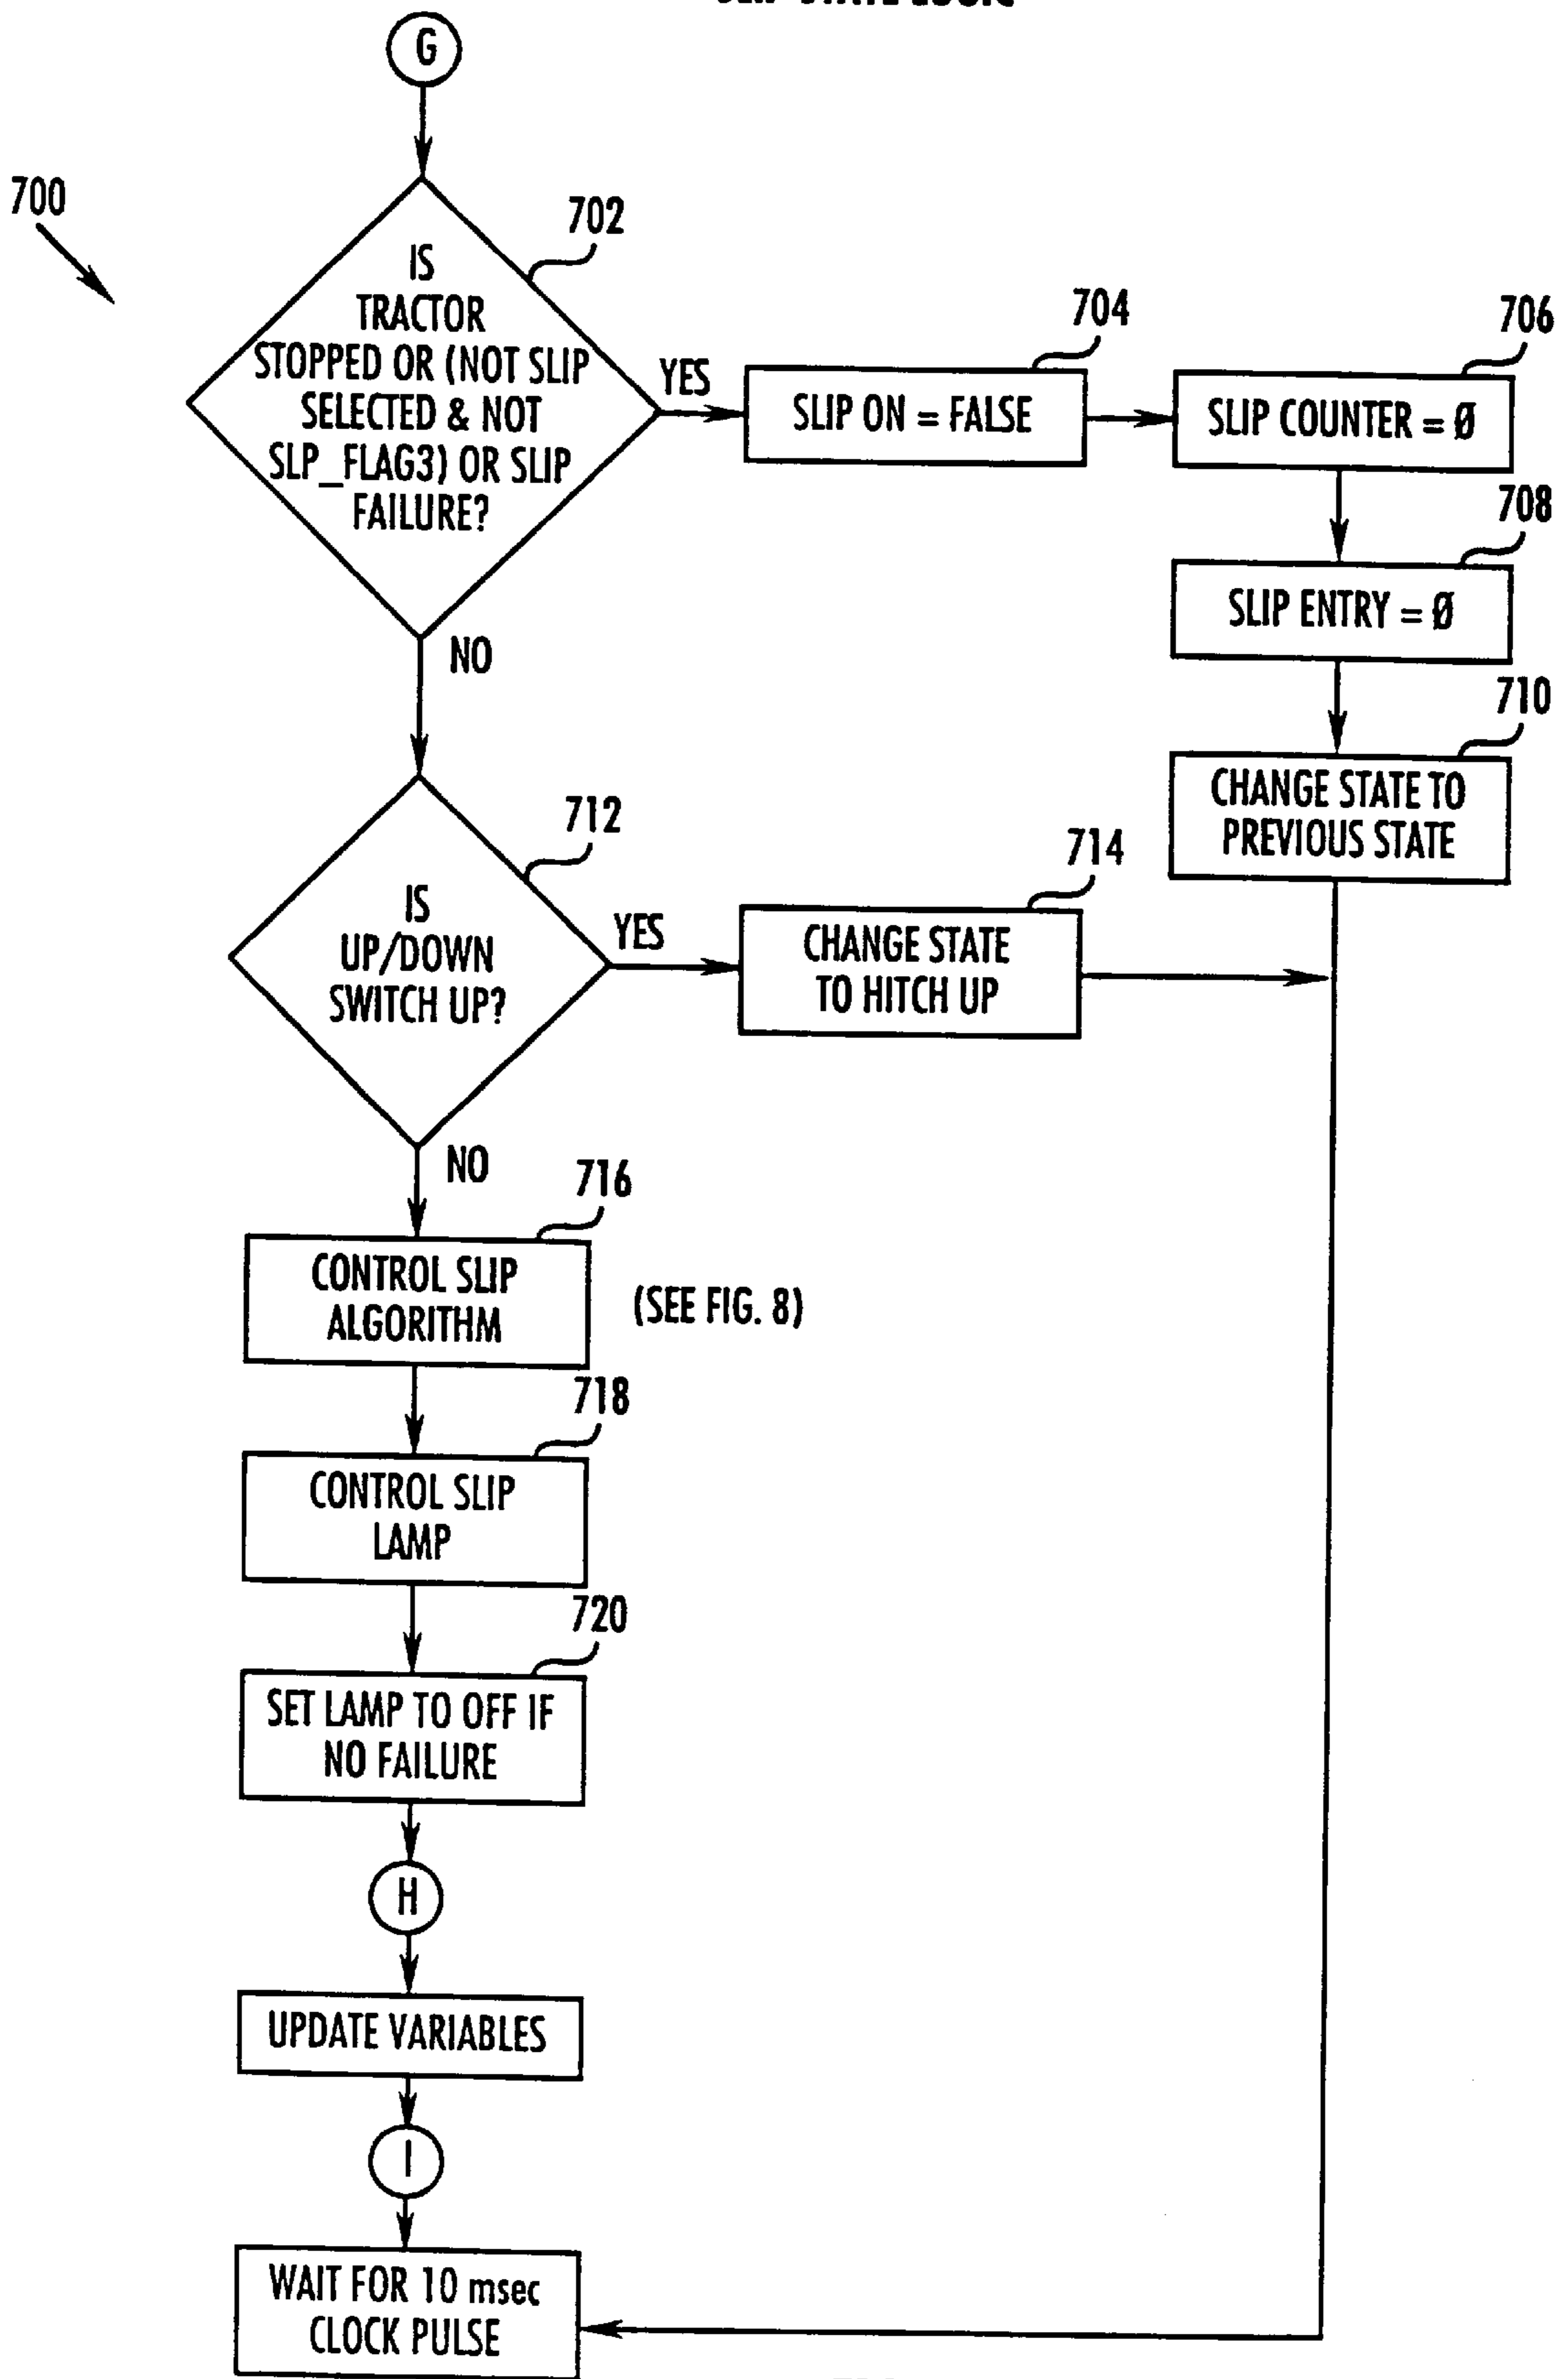 SLIP STATE LOGIC
G
700
702
IS
TRACTOR
STOPPED OR (NOT SLIP
SELECTED & NOT
SLP_FLAG3) OR SLIP
FAILURE?
YES
704
SLIP ON = FALSE
706
SLIP COUNTER = Ø
708
SLIP ENTRY = Ø
710
CHANGE STATE TO
PREVIOUS STATE
NO
712
IS
UP/DOWN
SWITCH UP?
YES
714
CHANGE STATE
TO HITCH UP
NO
716
CONTROL SLIP
ALGORITHM
(SEE FIG. 8)
718
CONTROL SLIP
LAMP
720
SET LAMP TO OFF IF
NO FAILURE
H
UPDATE VARIABLES
I
WAIT FOR 10 msec
CLOCK PULSE